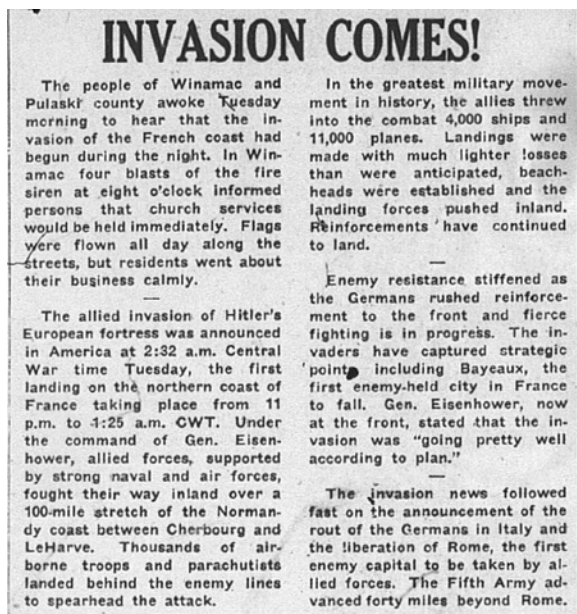 INVASION COMES!
The people of Winamac and
Pulaski county awoke Tuesday
morning to hear that the in-
vasion of the French coast had
begun during the night. In Win-
amac four blasts of the fire
siren at eight o'clock informed
persons that church services
would be held immediately. Flags
were flown all day along the
streets, but residents went about
their business calmly.
The allied invasion of Hitler's
European fortress was announced
in America at 2:32 a.m. Central
War time Tuesday, the first
landing on the northern coast of
France taking place from 11
p.m. to 1:25 a.m. CWT. Under
the command of Gen. Eisen-
hower, allied forces, supported
by strong naval and air forces,
fought their way inland over a
100-mile stretch of the Norman-
dy coast between Cherbourg and
LeHarve. Thousands of air-
borne troops and parachutists
landed behind the enemy lines
to spearhead the attack.
In the greatest military move-
ment in history, the allies threw
into the combat 4,000 ships and
11,000 planes. Landings were
made with much lighter losses
than were anticipated, beach-
heads were established and the
landing forces pushed inland.
Reinforcements have continued
to land.
Enemy resistance stiffened as
the Germans rushed reinforce-
ment to the front and fierce
fighting is in progress. The in-
vaders have captured strategic
points including Bayeaux, the
first enemy-held city in France
to fall. Gen. Eisenhower, now
at the front, stated that the in-
vasion was "going pretty well
according to plan."
The invasion news followed
fast on the announcement of the
rout of the Germans in Italy and
the liberation of Rome, the first
enemy capital to be taken by al-
lied forces. The Fifth Army ad-
vanced forty miles beyond Rome.